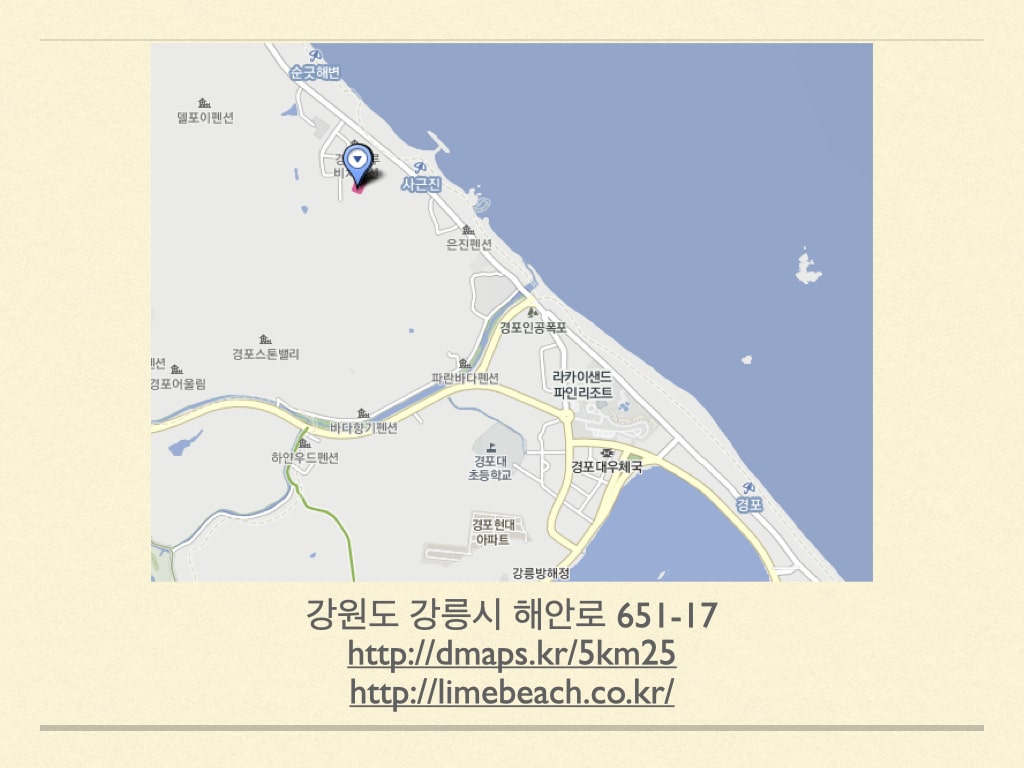 순긋해변
델포이펜션
사근진
은진펜션
경포인공폭포
경포스톤밸리
경포어울림
파란바다펜션
라카이샌드
파인리조트
바다향기펜션
하얀우드펜션
경포대
초등학교
경포대우체국
경포
경포현대
아파트
강릉방해정
강원도 강릉시 해안로 651-17
http://dmaps.kr/5km25
http://limebeach.co.kr/